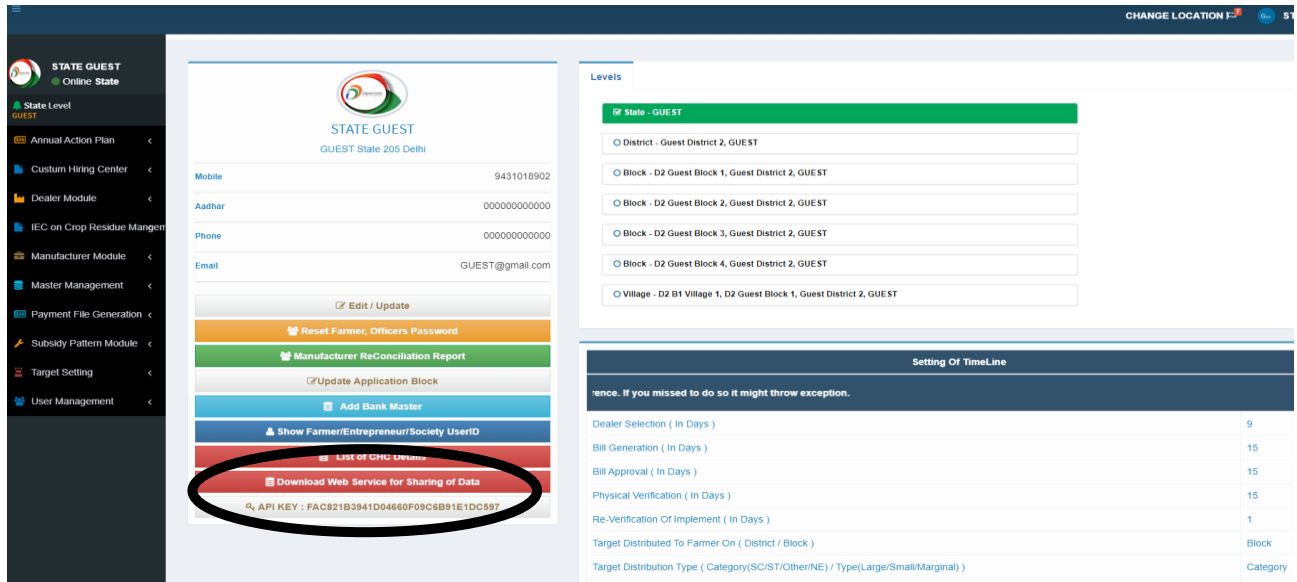 CHANGE LOCATION 7
STATE GUEST
Online State
State Level
GUEST
Annual Action Plan
Custum Hiring Center
Dealer Module
IEC on Crop Residue Mangem
Manufacturer Module
Master Management
Payment File Generation
Subsidy Pattern Module
Target Setting
User Management
STATE GUEST
GUEST State 205 Delhi
Mobile 9431018902
Aadhar 000000000000
Phone 000000000000
Email GUEST@gmail.com
Edit / Update
Reset Farmer, Officers Password
Manufacturer ReConciliation Report
Update Application Block
Add Bank Master
Show Farmer/Entrepreneur/Society UserID
List of CHC Details
Download Web Service for Sharing of Data
API KEY : FAC821B3941D04660F09C6B91E1DC597
Levels
State - GUEST
District - Guest District 2, GUEST
Block - D2 Guest Block 1, Guest District 2, GUEST
Block - D2 Guest Block 2, Guest District 2, GUEST
Block - D2 Guest Block 3, Guest District 2, GUEST
Block - D2 Guest Block 4, Guest District 2, GUEST
Village - D2 B1 Village 1, D2 Guest Block 1, Guest District 2, GUEST
Setting Of TimeLine
rence. If you missed to do so it might throw exception.
Dealer Selection ( In Days ) 9
Bill Generation ( In Days ) 15
Bill Approval ( In Days ) 15
Physical Verification ( In Days ) 15
Re-Verification Of Implement ( In Days ) 1
Target Distributed To Farmer On ( District / Block ) Block
Target Distribution Type ( Category(SC/ST/Other/NE) / Type(Large/Small/Marginal) ) Category